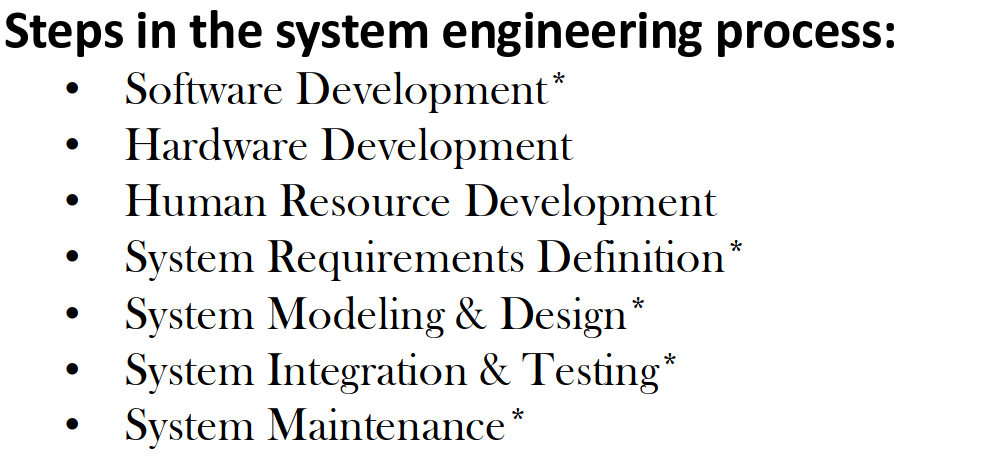 Steps in the system engineering process:
• Software Development*
• Hardware Development
• Human Resource Development
• System Requirements Definition*
• System Modeling & Design*
• System Integration & Testing*
• System Maintenance*